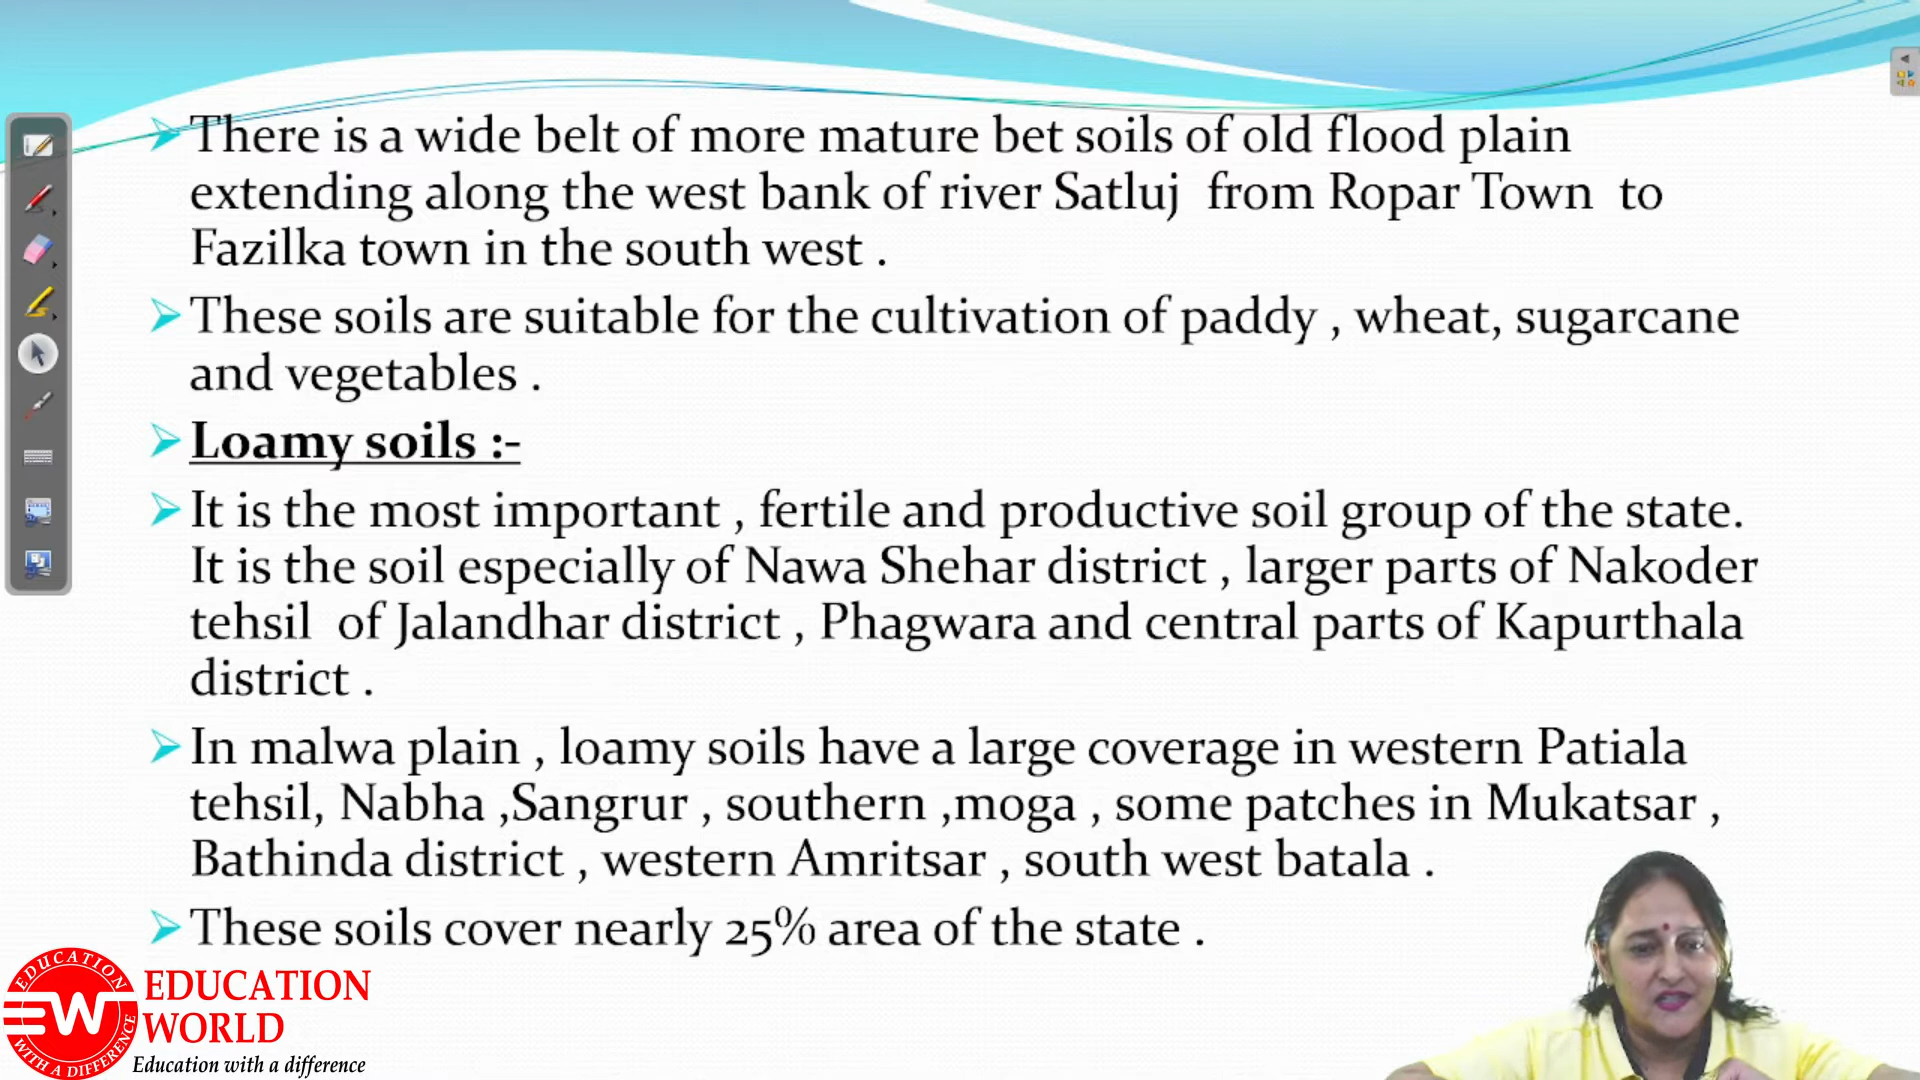 There is a wide belt of more mature bet soils of old flood plain
extending along the west bank of river Satluj from Ropar Town to
Fazilka town in the south west .
These soils are suitable for the cultivation of paddy , wheat, sugarcane
and vegetables .
Loamy soils :-
It is the most important , fertile and productive soil group of the state.
It is the soil especially of Nawa Shehar district , larger parts of Nakoder
tehsil of Jalandhar district , Phagwara and central parts of Kapurthala
district .
In malwa plain , loamy soils have a large coverage in western Patiala
tehsil, Nabha ,Sangrur , southern ,moga , some patches in Mukatsar ,
Bathinda district , western Amritsar , south west batala .
These soils cover nearly 25% area of the state .
EDUCATION
W
WITH A DIFFERENCE
EDUCATION
WORLD
Education with a difference